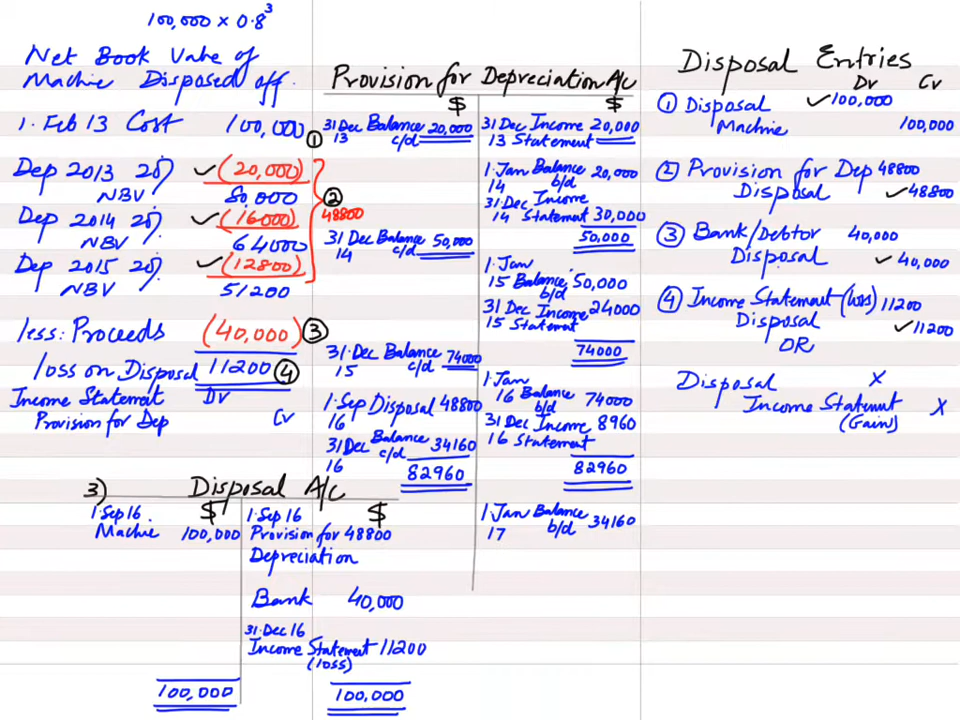 100,000 x 0.8³
Net Book Value of
Machine Disposed off.
1. Feb 13 Cost 100,000 ①
Dep 2013 20% (20,000)
NBV 80,000
②
48800
Dep 2014 20% (16000)
NBV 64000
Dep 2015 20% (12800)
NBV 51200
less: Proceeds (40,000) ③
loss on Disposal 11200 ④
Income Statement Dr
Provision for Dep Cr
Provision for Depreciation A/c
$ $
31 Dec Balance 20,000
13 c/d
31 Dec Balance 50,000
14 c/d
31 Dec Balance 74000
15 c/d
1. Sep Disposal 48800
16
31 Dec Balance 34160
16 c/d
82960
31 Dec Income 20,000
13 Statement
1. Jan Balance 20,000
14 b/d
31 Dec Income
14 Statement 30,000
50,000
1. Jan
15 Balance 50,000
b/d
31 Dec Income 24000
15 Statement
74000
1. Jan
16 Balance 74000
b/d
31 Dec Income 8960
16 Statement
82960
1. Jan Balance 34160
17 b/d
Disposal Entries
Dr Cr
① Disposal 100,000
Machine 100,000
② Provision for Dep 48800
Disposal 48800
③ Bank/Debtor 40,000
Disposal 40,000
④ Income Statement (loss) 11200
Disposal 11200
OR
Disposal X
Income Statemnt X
(Gain)
3) Disposal A/c
$ $
1. Sep 16.
Machie 100,000
100,000
1. Sep 16
Provision for 48800
Depreciation
Bank 40,000
31. Dec 16
Income Statement 11200
(loss)
100,000